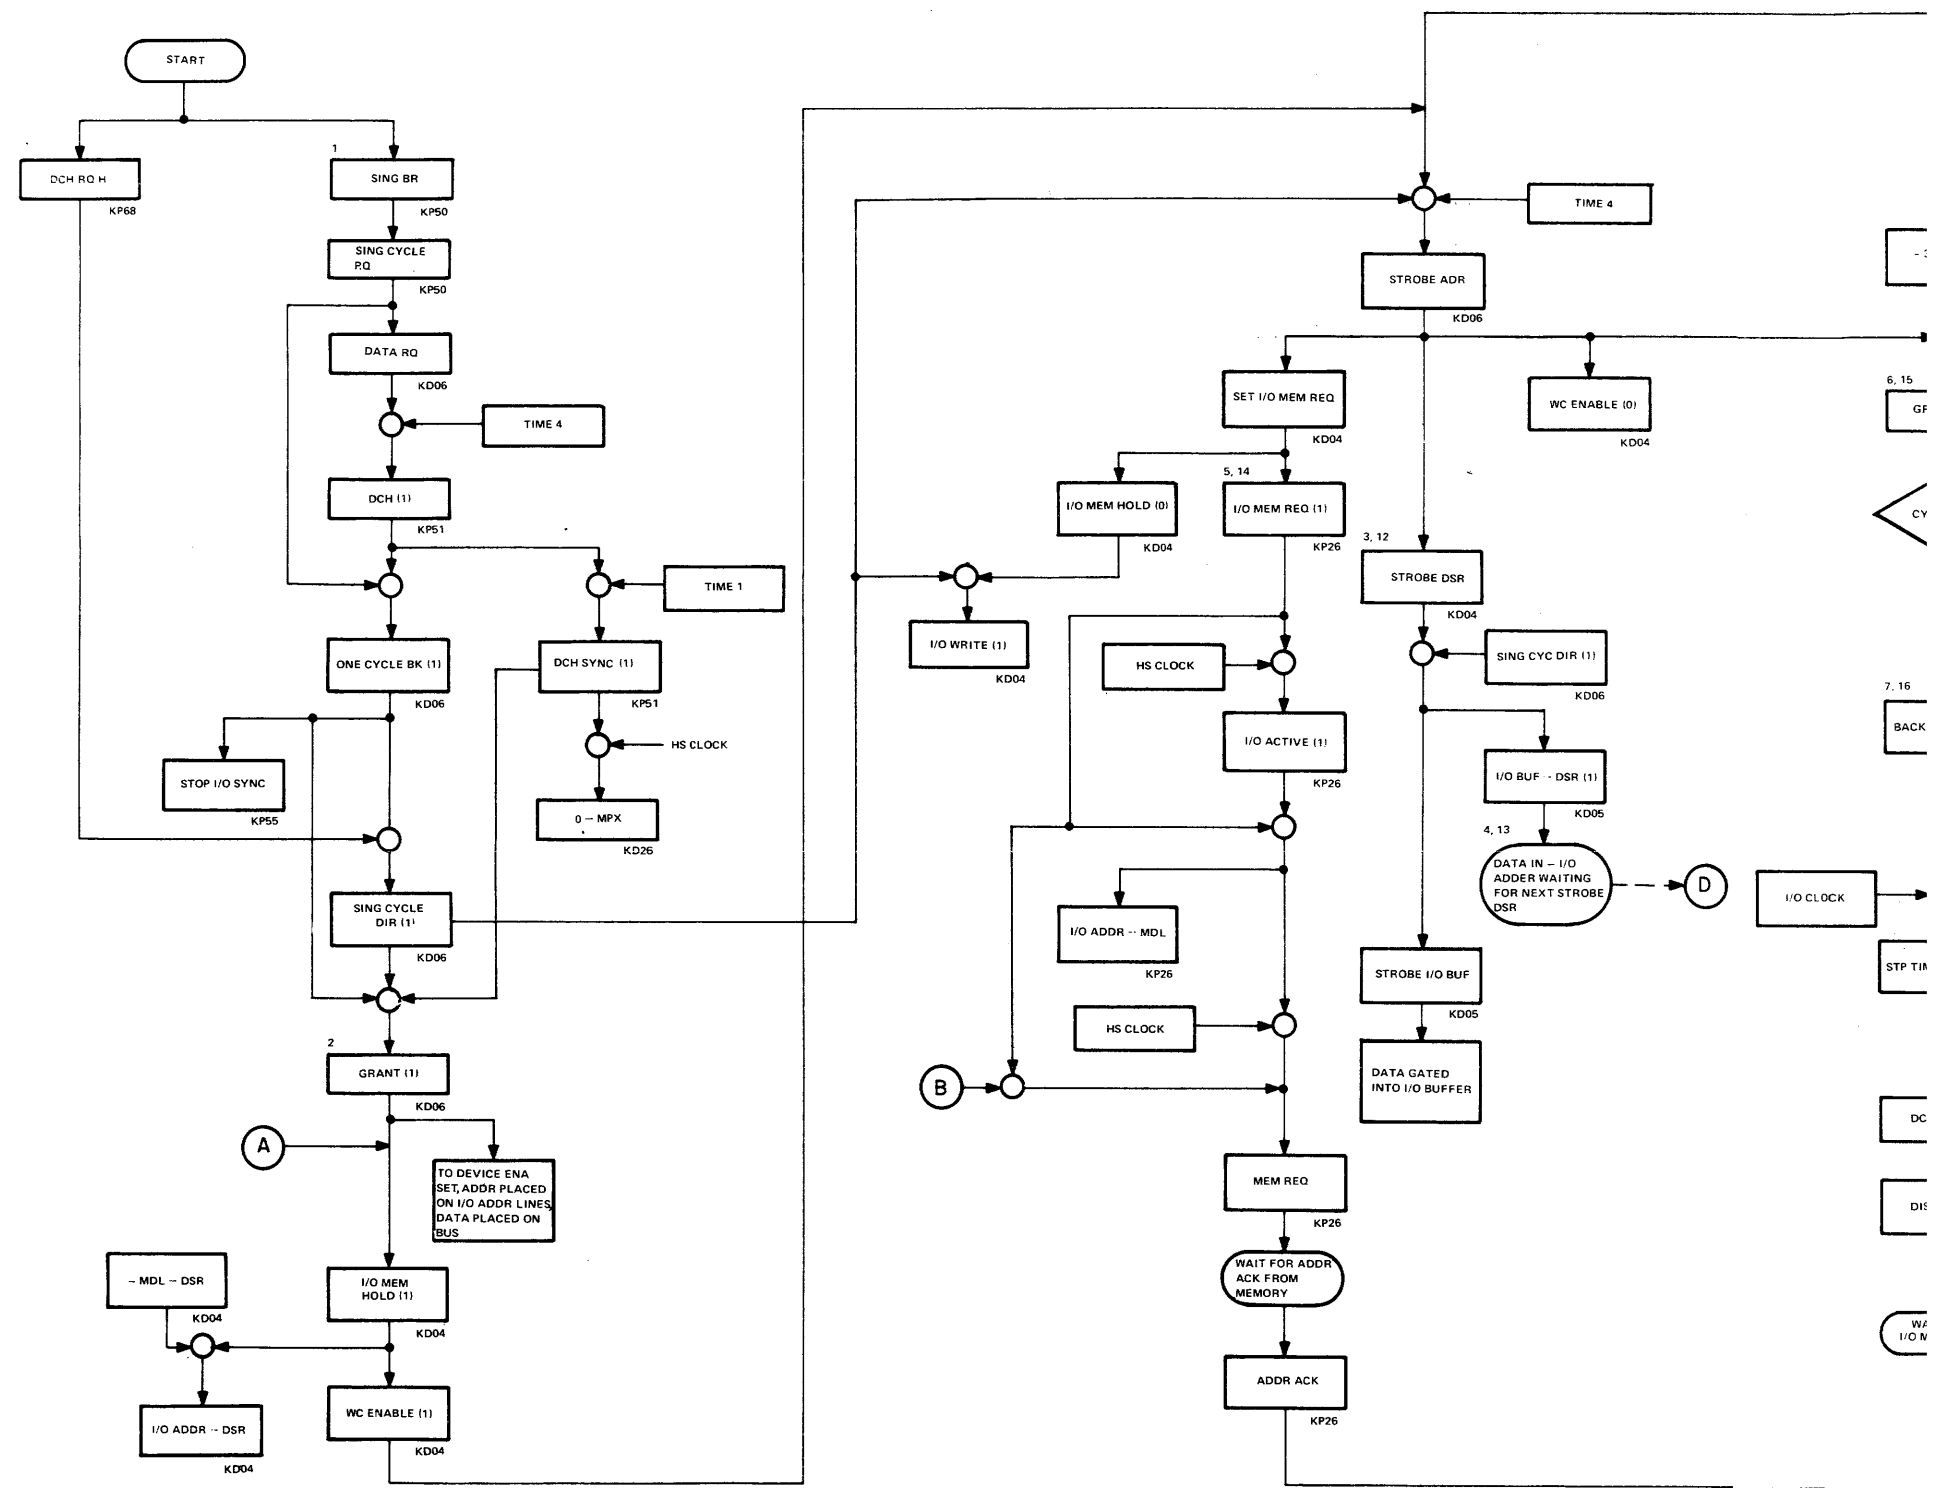 START
DCH RQ H
KP68
1
SING BR
KP50
SING CYCLE
RQ
KP50
DATA RQ
KD06
TIME 4
DCH (1)
KP51
TIME 1
ONE CYCLE BK (1)
KD06
DCH SYNC (1)
KP51
HS CLOCK
STOP I/O SYNC
KP55
0 – MPX
KD26
SING CYCLE
DIR (1)
KD06
2
GRANT (1)
KD06
A
TO DEVICE ENA
SET, ADDR PLACED
ON I/O ADDR LINES,
DATA PLACED ON
BUS
– MDL – DSR
KD04
I/O MEM
HOLD (1)
KD04
I/O ADDR – DSR
KD04
WC ENABLE (1)
KD04
TIME 4
STROBE ADR
KD06
SET I/O MEM REQ
KD04
WC ENABLE (0)
KD04
I/O MEM HOLD (0)
KD04
5, 14
I/O MEM REQ (1)
KP26
I/O WRITE (1)
KD04
HS CLOCK
I/O ACTIVE (1)
KP26
I/O ADDR – MDL
KP26
HS CLOCK
B
MEM REQ
KP26
WAIT FOR ADDR
ACK FROM
MEMORY
ADDR ACK
KP26
3, 12
STROBE DSR
KD04
SING CYC DIR (1)
KD06
I/O BUF – DSR (1)
KD05
4, 13
DATA IN – I/O
ADER WAITING
FOR NEXT STROBE
DSR
D
STROBE I/O BUF
KD05
DATA GATED
INTO I/O BUFFER
I/O CLOCK
6, 15
CY
7, 16
BACK
STP TIM
DC
DIS
WA
I/O M